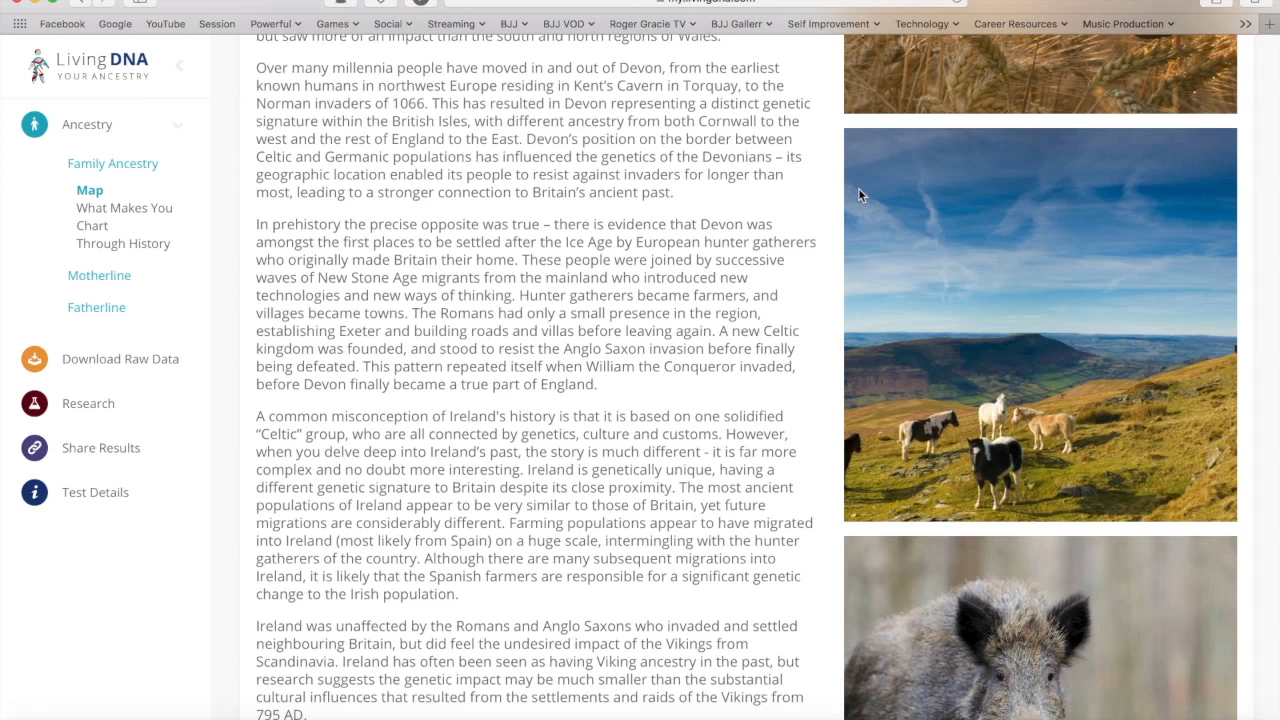 Facebook Google YouTube Session Powerful Games Social Streaming BJJ BJJ VOD Roger Gracie TV BJJ Gallerr Self Improvement Technology Career Resources Music Production
Living DNA
YOUR ANCESTRY
Ancestry
Family Ancestry
Map
What Makes You
Chart
Through History
Motherline
Fatherline
Download Raw Data
Research
Share Results
Test Details
but saw more of an impact than the south and north regions of Wales.
Over many millennia people have moved in and out of Devon, from the earliest
known humans in northwest Europe residing in Kent's Cavern in Torquay, to the
Norman invaders of 1066. This has resulted in Devon representing a distinct genetic
signature within the British Isles, with different ancestry from both Cornwall to the
west and the rest of England to the East. Devon's position on the border between
Celtic and Germanic populations has influenced the genetics of the Devonians – its
geographic location enabled its people to resist against invaders for longer than
most, leading to a stronger connection to Britain's ancient past.
In prehistory the precise opposite was true – there is evidence that Devon was
amongst the first places to be settled after the Ice Age by European hunter gatherers
who originally made Britain their home. These people were joined by successive
waves of New Stone Age migrants from the mainland who introduced new
technologies and new ways of thinking. Hunter gatherers became farmers, and
villages became towns. The Romans had only a small presence in the region,
establishing Exeter and building roads and villas before leaving again. A new Celtic
kingdom was founded, and stood to resist the Anglo Saxon invasion before finally
being defeated. This pattern repeated itself when William the Conqueror invaded,
before Devon finally became a true part of England.
A common misconception of Ireland's history is that it is based on one solidified
“Celtic” group, who are all connected by genetics, culture and customs. However,
when you delve deep into Ireland's past, the story is much different - it is far more
complex and no doubt more interesting. Ireland is genetically unique, having a
different genetic signature to Britain despite its close proximity. The most ancient
populations of Ireland appear to be very similar to those of Britain, yet future
migrations are considerably different. Farming populations appear to have migrated
into Ireland (most likely from Spain) on a huge scale, intermingling with the hunter
gatherers of the country. Although there are many subsequent migrations into
Ireland, it is likely that the Spanish farmers are responsible for a significant genetic
change to the Irish population.
Ireland was unaffected by the Romans and Anglo Saxons who invaded and settled
neighbouring Britain, but did feel the undesired impact of the Vikings from
Scandinavia. Ireland has often been seen as having Viking ancestry in the past, but
research suggests the genetic impact may be much smaller than the substantial
cultural influences that resulted from the settlements and raids of the Vikings from
795 AD.